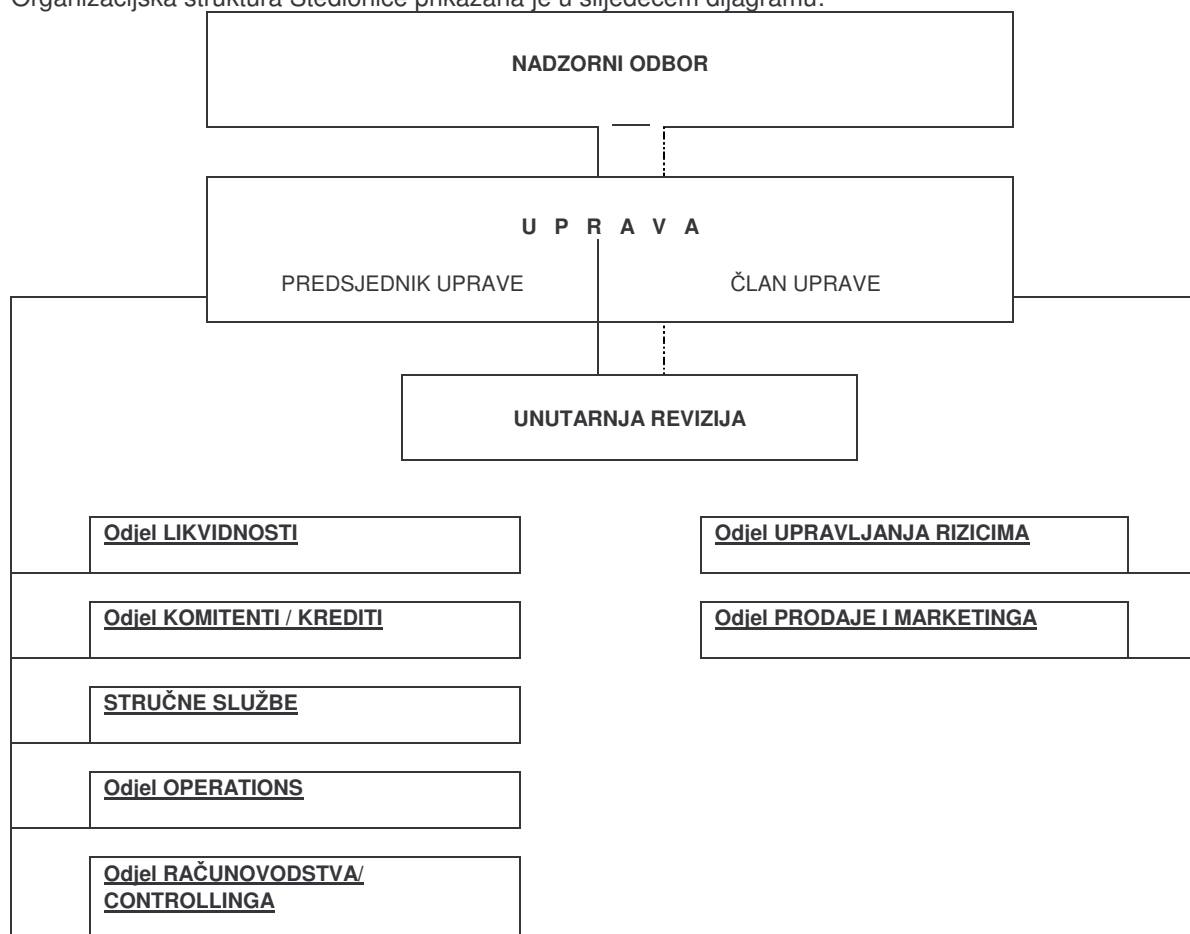 Organizacijska struktura Štedionice prikazana je u slijedećem dijagramu:
NADZORNI ODBOR
U P R A V A
PREDSJEDNIK UPRAVE ČLAN UPRAVE
UNUTARNJA REVIZIJA
Odjel LIKVIDNOSTI Odjel UPRAVLJANJA RIZICIMA
Odjel KOMITENTI / KREDITI Odjel PRODAJE I MARKETINGA
STRUČNE SLUŽBE
Odjel OPERATIONS
Odjel RAČUNOVODSTVA/
CONTROLLINGA